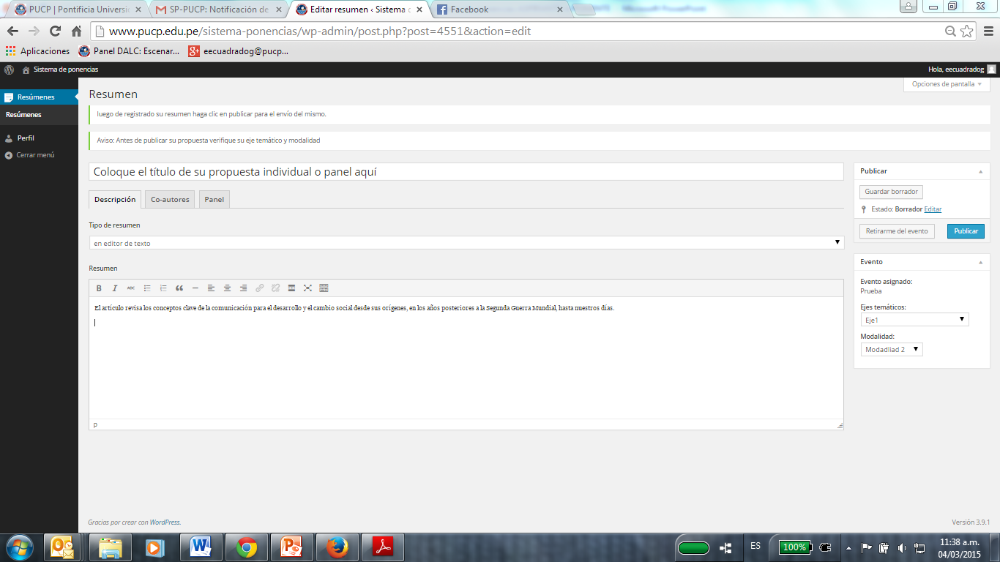 PUCP | Pontificia Universi
SP-PUCP: Notificación de
Editar resumen ‹ Sistema
Facebook
www.pucp.edu.pe/sistema-ponencias/wp-admin/post.php?post=4551&action=edit
Aplicaciones
Panel DALC: Escenar...
eecuadradog@pucp...
Sistema de ponencias
Hola, eecuadradog
Resúmenes
Resúmenes
Perfil
Cerrar menú
Opciones de pantalla
Resumen
luego de registrado su resumen haga clic en publicar para el envío del mismo.
Aviso: Antes de publicar su propuesta verifique su eje temático y modalidad
Coloque el título de su propuesta individual o panel aquí
Descripción
Co-autores
Panel
Tipo de resumen
en editor de texto
Resumen
B I ABC
El artículo revisa los conceptos clave de la comunicación para el desarrollo y el cambio social desde sus orígenes, en los años posteriores a la Segunda Guerra Mundial, hasta nuestros días.
p
Publicar
Guardar borrador
Estado: Borrador Editar
Retirarme del evento
Publicar
Evento
Evento asignado:
Prueba
Ejes temáticos:
Eje1
Modalidad:
Modadliad 2
Gracias por crear con WordPress.
Versión 3.9.1
ES
100%
11:38 a.m.
04/03/2015